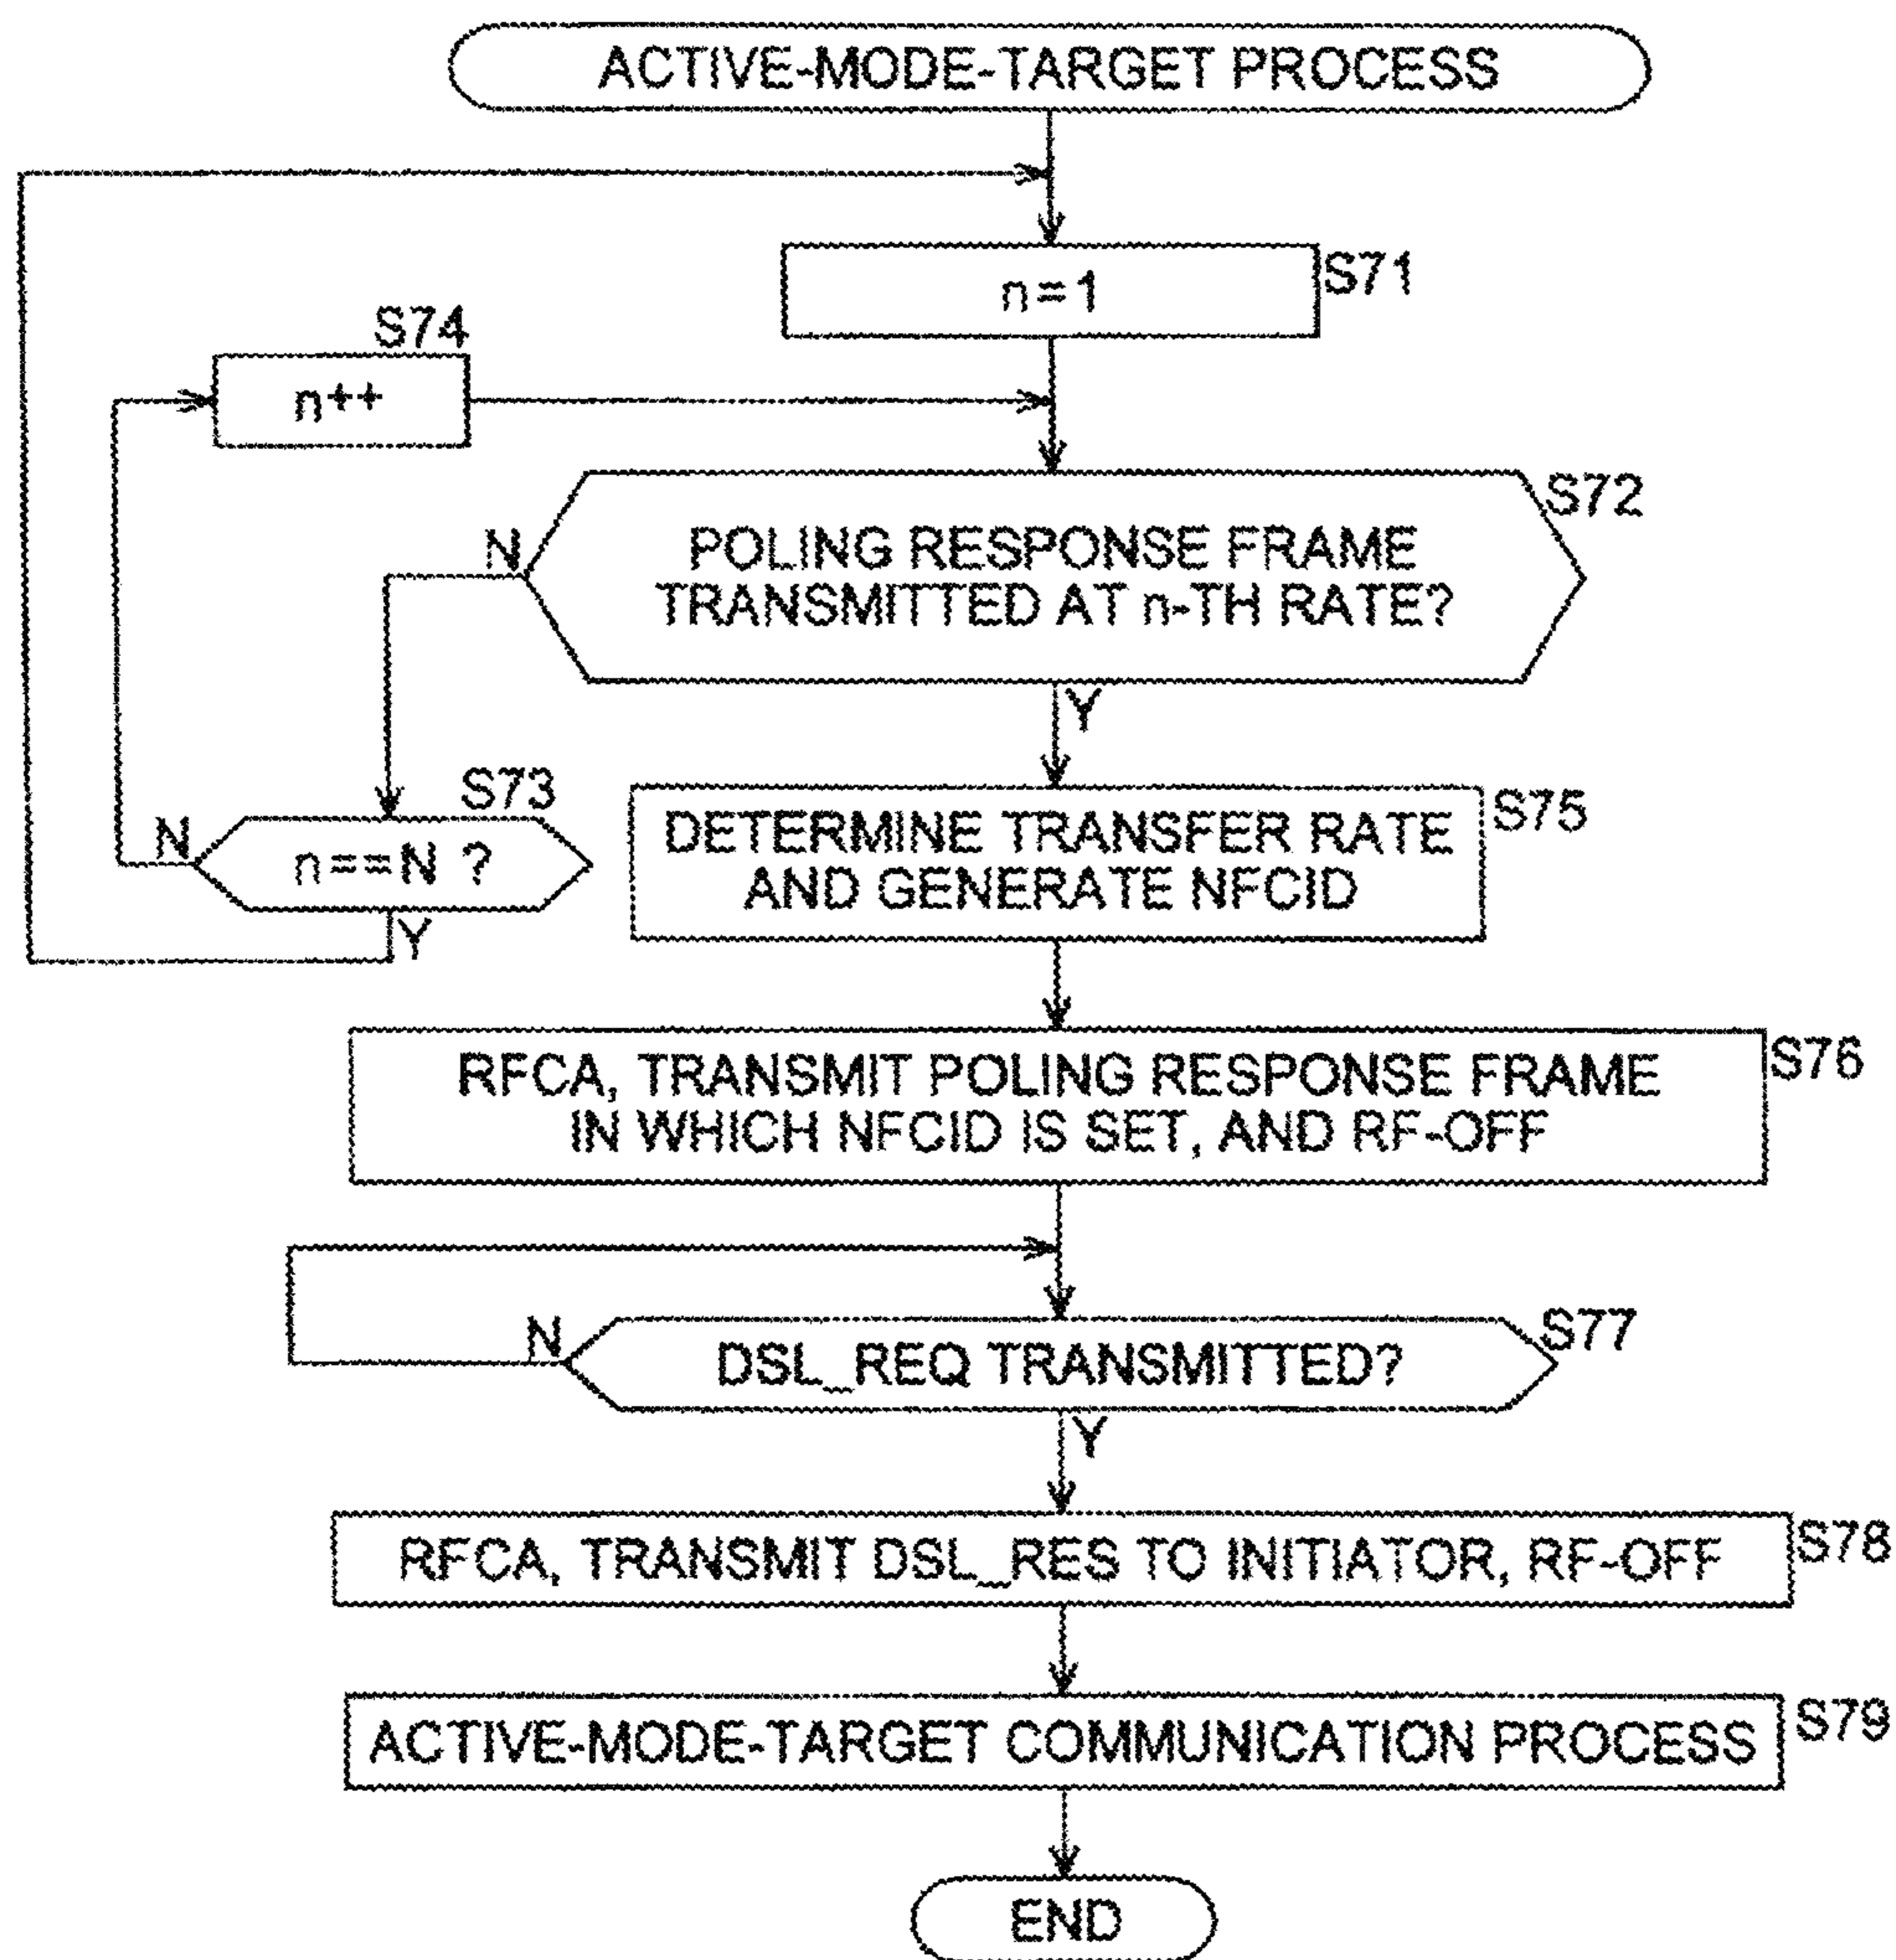 ACTIVE-MODE-TARGET PROCESS
n=1
S71
S74
n++
S72
N
POLING RESPONSE FRAME
TRANSMITTED AT n-TH RATE?
Y
S73
N
n==N ?
Y
S75
DETERMINE TRANSFER RATE
AND GENERATE NFCID
S76
RFCA, TRANSMIT POLING RESPONSE FRAME
IN WHICH NFCID IS SET, AND RF-OFF
S77
N
DSL_REQ TRANSMITTED?
Y
RFCA, TRANSMIT DSL_RES TO INITIATOR, RF-OFF
S78
ACTIVE-MODE-TARGET COMMUNICATION PROCESS
S79
END